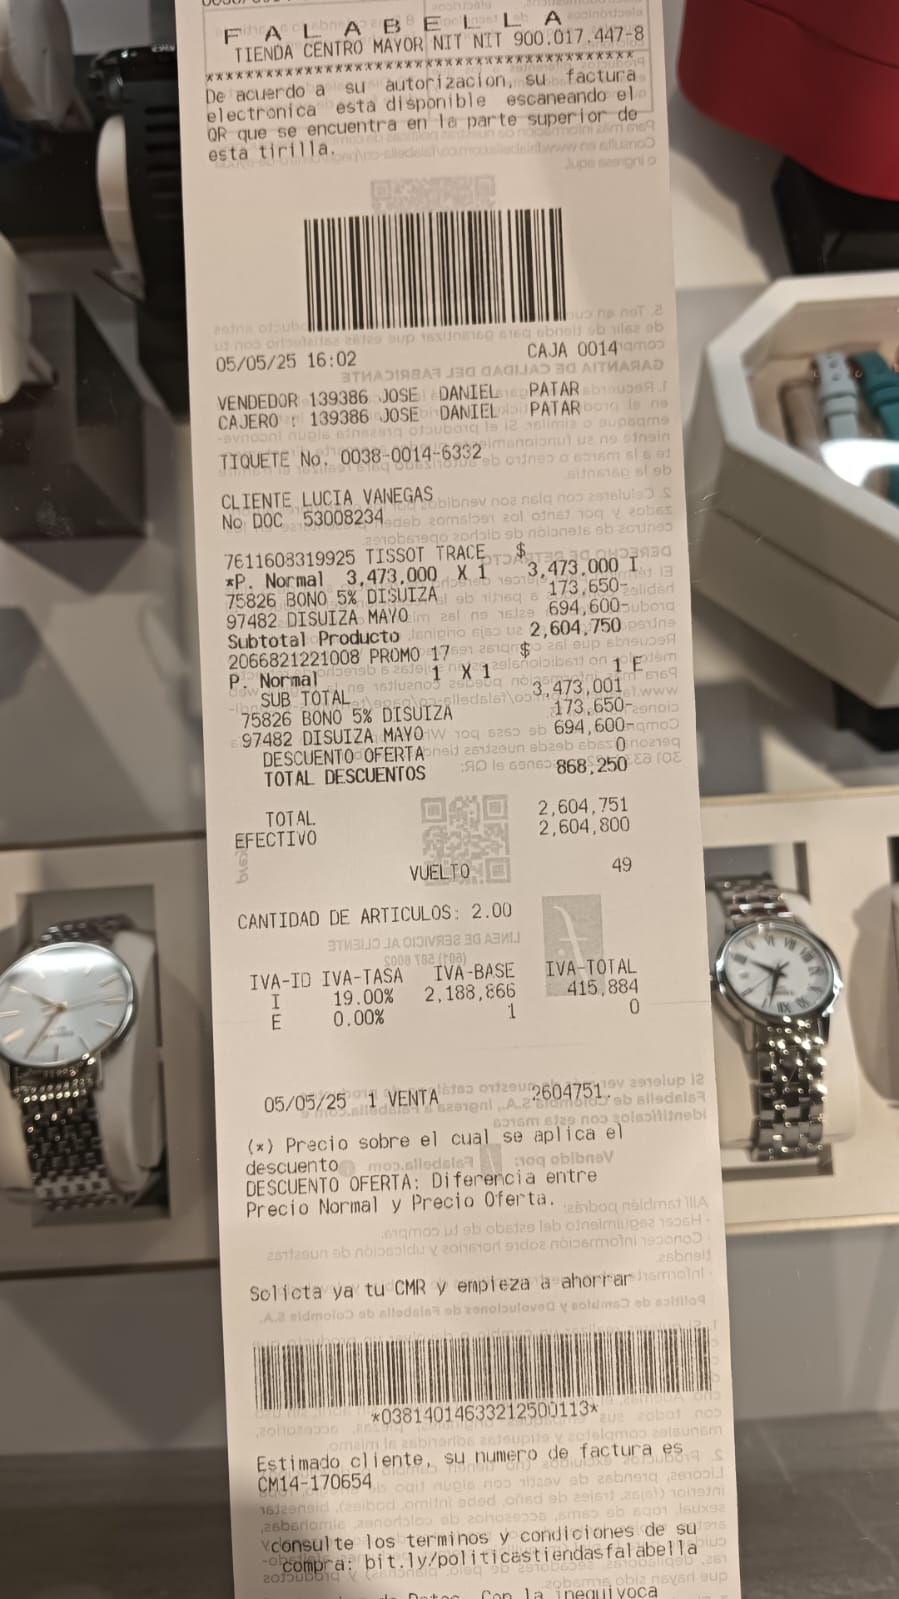 F A L A B E L L A
TIENDA CENTRO MAYOR NIT NIT 900.017.447-8
******************************************
De acuerdo a su autorizacion, su factura
electronica esta disponible escaneando el
QR que se encuentra en la parte superior de
esta tirilla.
05/05/25 16:02 CAJA 0014
VENDEDOR 139386 JOSE DANIEL PATAR
CAJERO : 139386 JOSE DANIEL PATAR
TIQUETE No. 0038-0014-6332
CLIENTE LUCIA VANEGAS
No DOC 53008234
7611608319925 TISSOT TRACE $
*P. Normal 3,473,000 X 1 3,473,000 I
75826 BONO 5% DISUIZA 173,650-
97482 DISUIZA MAYO 694,600-
Subtotal Producto 2,604,750
2066821221008 PROMO 17 $
P. Normal 1 X 1 1 E
SUB TOTAL 3,473,001
75826 BONO 5% DISUIZA 173,650-
97482 DISUIZA MAYO 694,600-
DESCUENTO OFERTA 0
TOTAL DESCUENTOS 868,250
TOTAL 2,604,751
EFECTIVO 2,604,800
VUELTO 49
CANTIDAD DE ARTICULOS: 2.00
IVA-ID IVA-TASA IVA-BASE IVA-TOTAL
I 19.00% 2,188,866 415,884
E 0.00% 1 0
05/05/25 1 VENTA 2604751.
(*) Precio sobre el cual se aplica el
descuento
DESCUENTO OFERTA: Diferencia entre
Precio Normal y Precio Oferta.
Solicta ya tu CMR y empieza a ahorrar
*03814014633212500113*
Estimado cliente, su numero de factura es
CM14-170654
consulte los terminos y condiciones de su
compra: bit.ly/politicastiendasfalabella
de Datos. Con la inequivoca